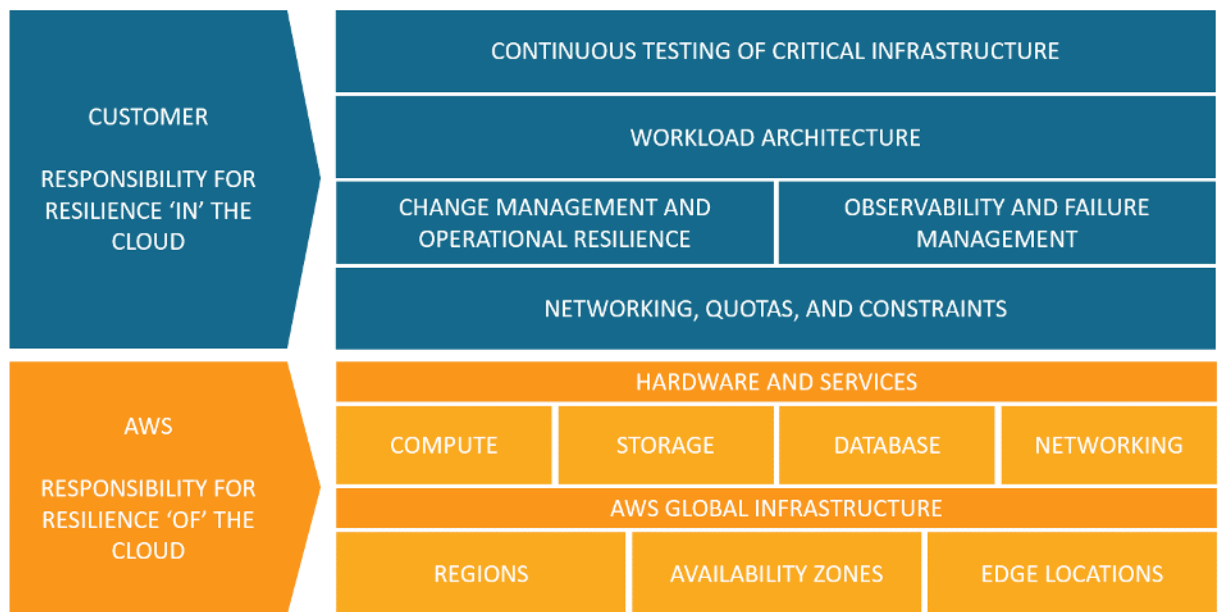 CUSTOMER
RESPONSIBILITY FOR
RESILIENCE ‘IN’ THE
CLOUD
CONTINUOUS TESTING OF CRITICAL INFRASTRUCTURE
WORKLOAD ARCHITECTURE
CHANGE MANAGEMENT AND
OPERATIONAL RESILIENCE
OBSERVABILITY AND FAILURE
MANAGEMENT
NETWORKING, QUOTAS, AND CONSTRAINTS
AWS
RESPONSIBILITY FOR
RESILIENCE ‘OF’ THE
CLOUD
HARDWARE AND SERVICES
COMPUTE
STORAGE
DATABASE
NETWORKING
AWS GLOBAL INFRASTRUCTURE
REGIONS
AVAILABILITY ZONES
EDGE LOCATIONS